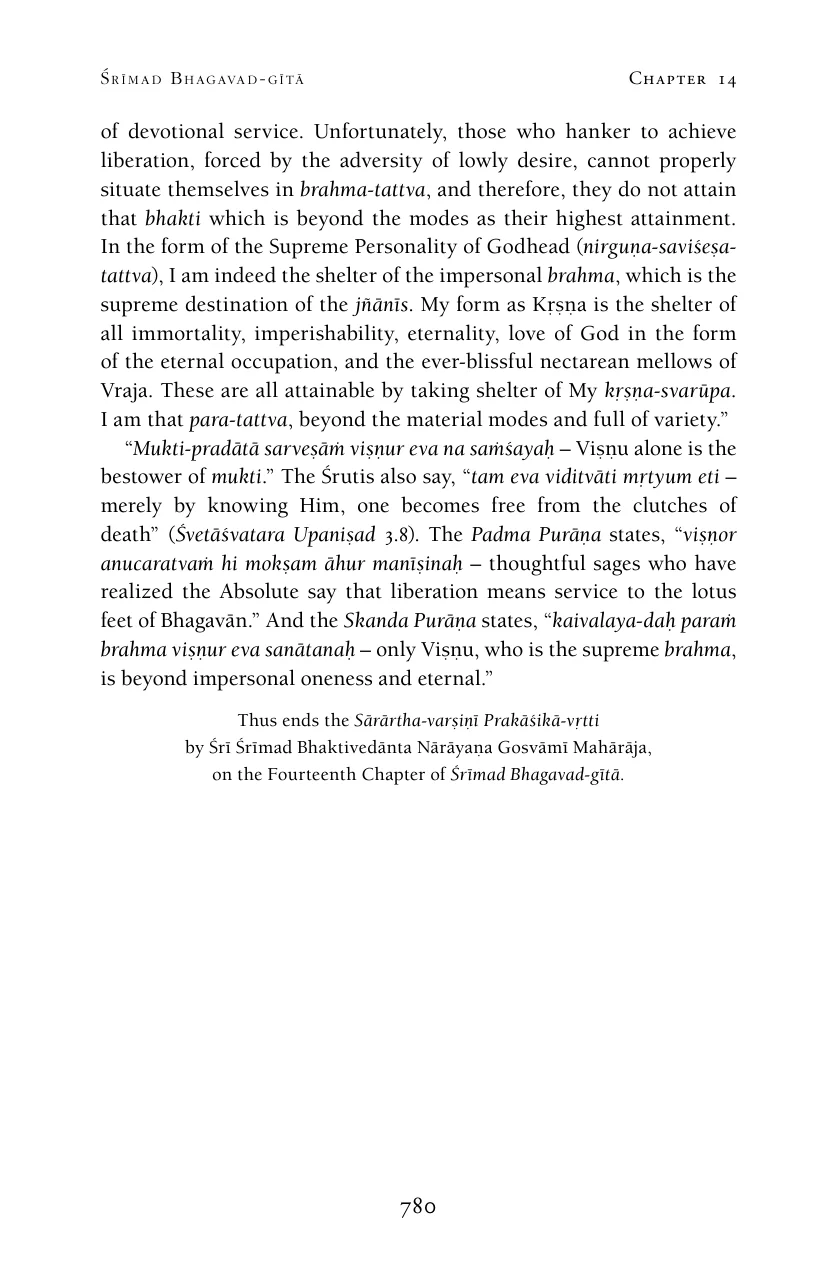 Śrīmad Bhagavad-gītā Chapter 14
of devotional service. Unfortunately, those who hanker to achieve
liberation, forced by the adversity of lowly desire, cannot properly
situate themselves in brahma-tattva, and therefore, they do not attain
that bhakti which is beyond the modes as their highest attainment.
In the form of the Supreme Personality of Godhead (nirguṇa-saviśeṣa-
tattva), I am indeed the shelter of the impersonal brahma, which is the
supreme destination of the jñānīs. My form as Kṛṣṇa is the shelter of
all immortality, imperishability, eternality, love of God in the form
of the eternal occupation, and the ever-blissful nectarean mellows of
Vraja. These are all attainable by taking shelter of My kṛṣṇa-svarūpa.
I am that para-tattva, beyond the material modes and full of variety.”
“Mukti-pradātā sarveṣāṁ viṣṇur eva na saṁśayaḥ – Viṣṇu alone is the
bestower of mukti.” The Śrutis also say, “tam eva viditvāti mṛtyum eti –
merely by knowing Him, one becomes free from the clutches of
death” (Śvetāśvatara Upaniṣad 3.8). The Padma Purāṇa states, “viṣṇor
anucaratvaṁ hi mokṣam āhur manīṣinaḥ – thoughtful sages who have
realized the Absolute say that liberation means service to the lotus
feet of Bhagavān.” And the Skanda Purāṇa states, “kaivalaya-daḥ paraṁ
brahma viṣṇur eva sanātanaḥ – only Viṣṇu, who is the supreme brahma,
is beyond impersonal oneness and eternal.”
Thus ends the Sārārtha-varṣiṇī Prakāśikā-vṛtti
by Śrī Śrīmad Bhaktivedānta Nārāyaṇa Gosvāmī Mahārāja,
on the Fourteenth Chapter of Śrīmad Bhagavad-gītā.
780